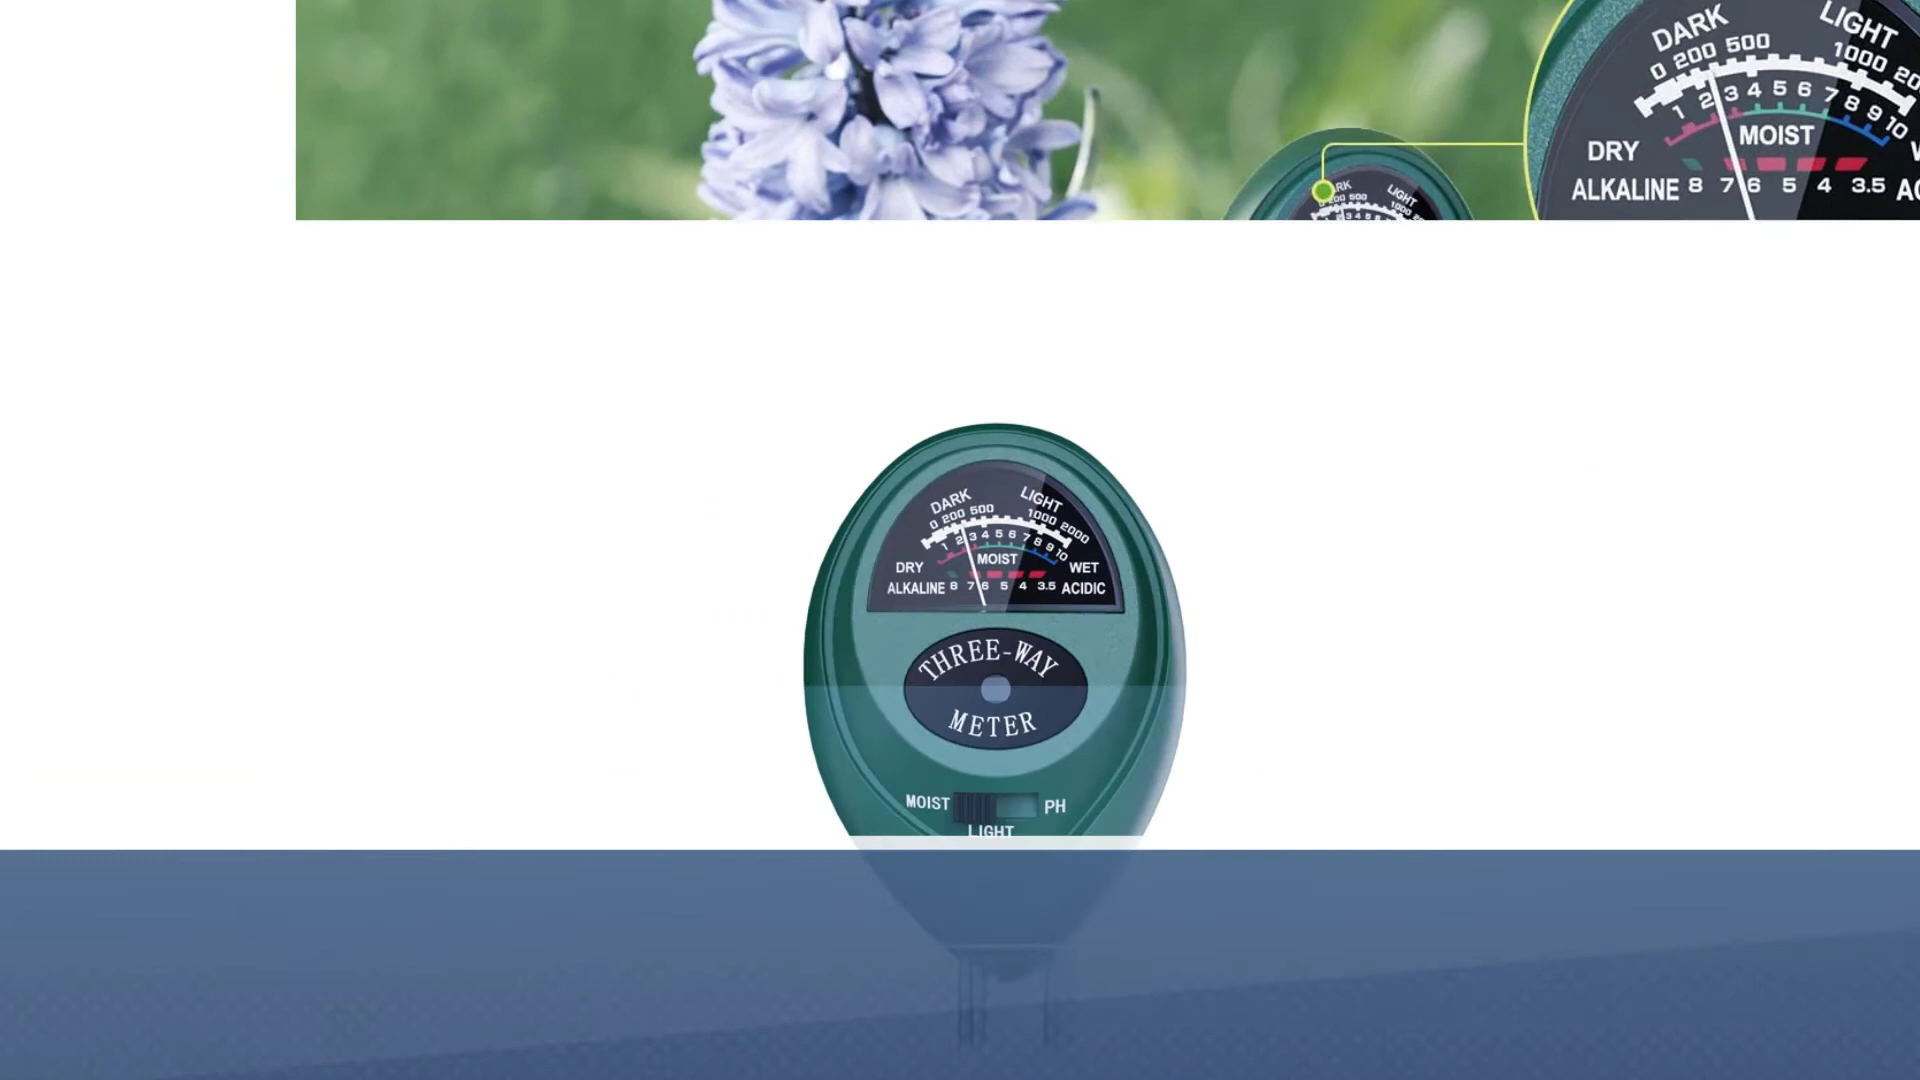 DARK LIGHT
0 200 500 1000 20
1 2 3 4 5 6 7 8 9 10
DRY MOIST
ALKALINE 8 7 6 5 4 3.5 AC
LIGHT
DARK LIGHT
0 200 500 1000 2000
1 2 3 4 5 6 7 8 9 10
DRY MOIST WET
ALKALINE 8 7 6 5 4 3.5 ACIDIC
THREE-WAY
METER
MOIST PH
LIGHT